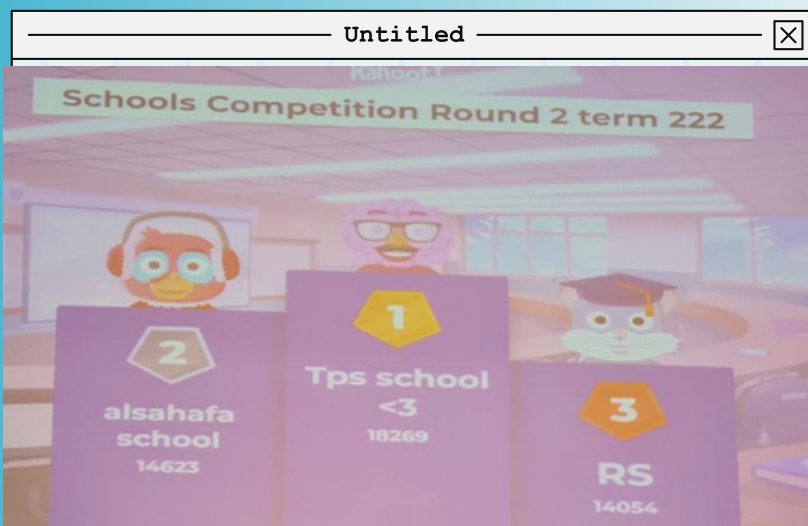 Untitled
Kahoot!
Schools Competition Round 2 term 222
1
Tps school
<3
18269
2
alsahafa
school
14623
3
RS
14054